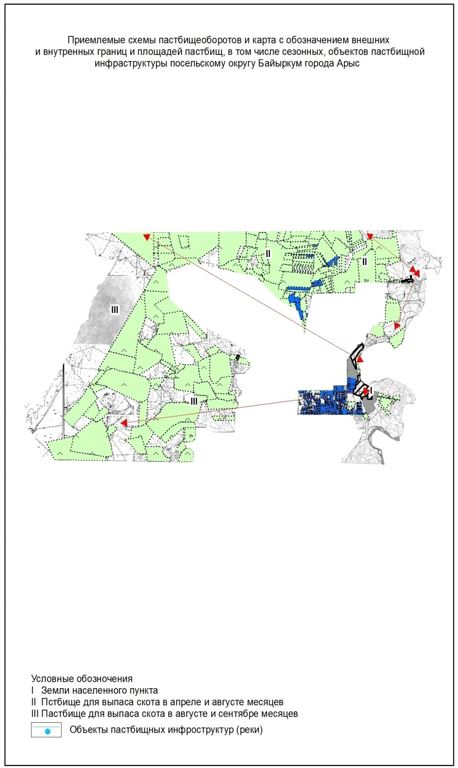 Приемлемые схемы пастбищеоборотов и карта с обозначением внешних
и внутренных границ и площадей пастбищ, в том числе сезонных, объектов пастбищной
инфраструктуры посельскому округу Байыркум города Арыс
II
II
III
III
I
Условные обозночения
I Земли населенного пункта
II Пстбище для выпаса скота в апреле и августе месяцев
III Пастбище для выпаса скота в августе и сентябре месяцев
Объекты пастбищных инфроструктур (реки)